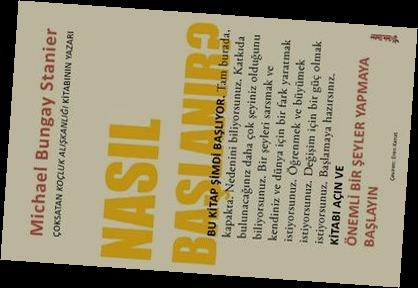 Michael Bungay Stanier
ÇOKSATAN KOÇLUK ALIŞKANLIĞI KİTABININ YAZARI
NASIL
BAŞLANIR?
BU KİTAP ŞİMDİ BAŞLIYOR. Tam burada,
kapakta. Nedenini biliyorsunuz. Katkıda
bulunacağınız daha çok şeyiniz olduğunu
biliyorsunuz. Bir şeyleri sarsmak ve
kendiniz ve dünya için bir fark yaratmak
istiyorsunuz. Öğrenmek ve büyümek
istiyorsunuz. Değişim için bir güç olmak
istiyorsunuz. Başlamaya hazırsınız.
KİTABI AÇIN VE
ÖNEMLİ BİR ŞEYLER YAPMAYA
BAŞLAYIN